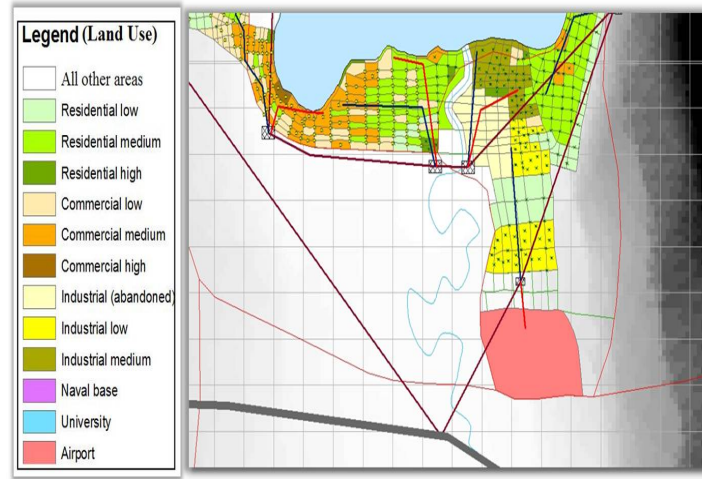 Legend (Land Use)
All other areas
Residential low
Residential medium
Residential high
Commercial low
Commercial medium
Commercial high
Industrial (abandoned)
Industrial low
Industrial medium
Naval base
University
Airport